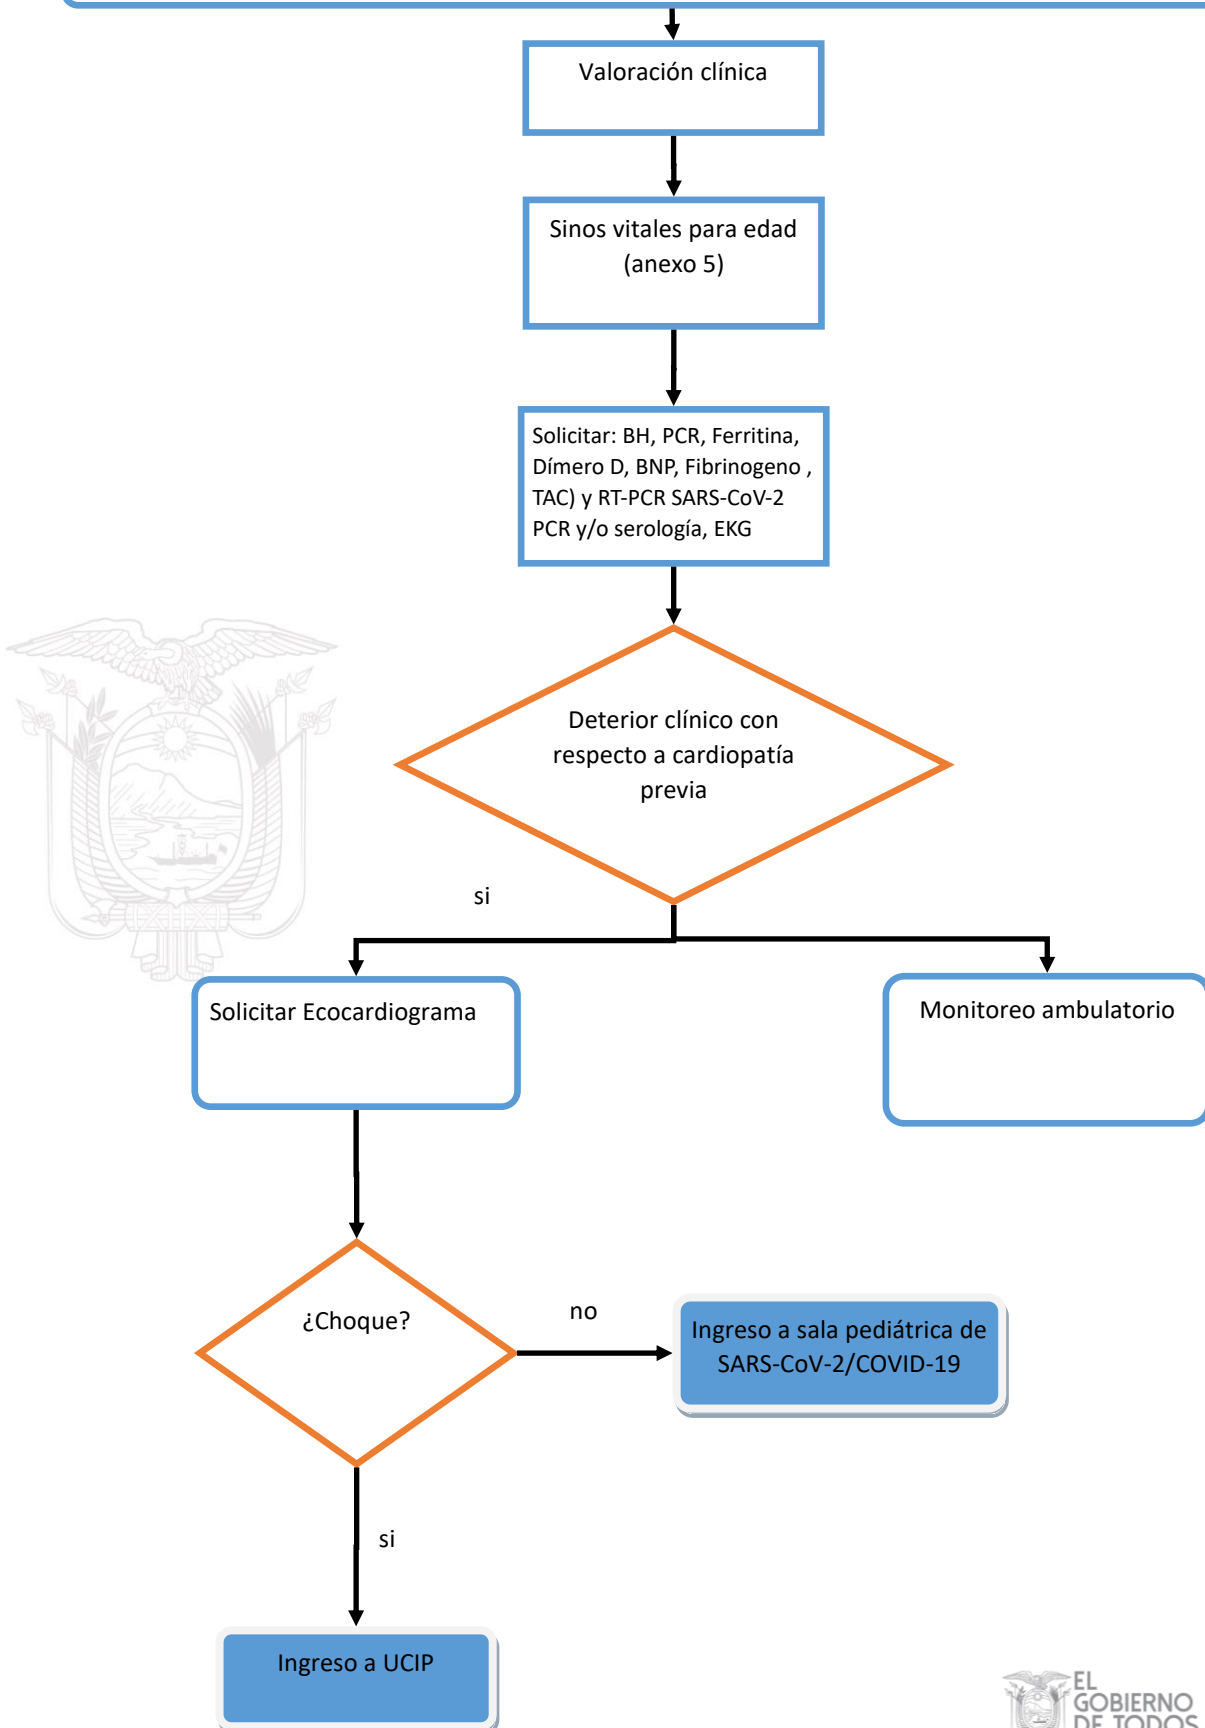 Valoración clínica
Sinos vitales para edad
(anexo 5)
Solicitar: BH, PCR, Ferritina,
Dímero D, BNP, Fibrinogeno ,
TAC) y RT-PCR SARS-CoV-2
PCR y/o serología, EKG
Deterior clínico con
respecto a cardiopatía
previa
si
Solicitar Ecocardiograma
Monitoreo ambulatorio
¿Choque?
no
Ingreso a sala pediátrica de
SARS-CoV-2/COVID-19
si
Ingreso a UCIP
EL
GOBIERNO
DE TODOS